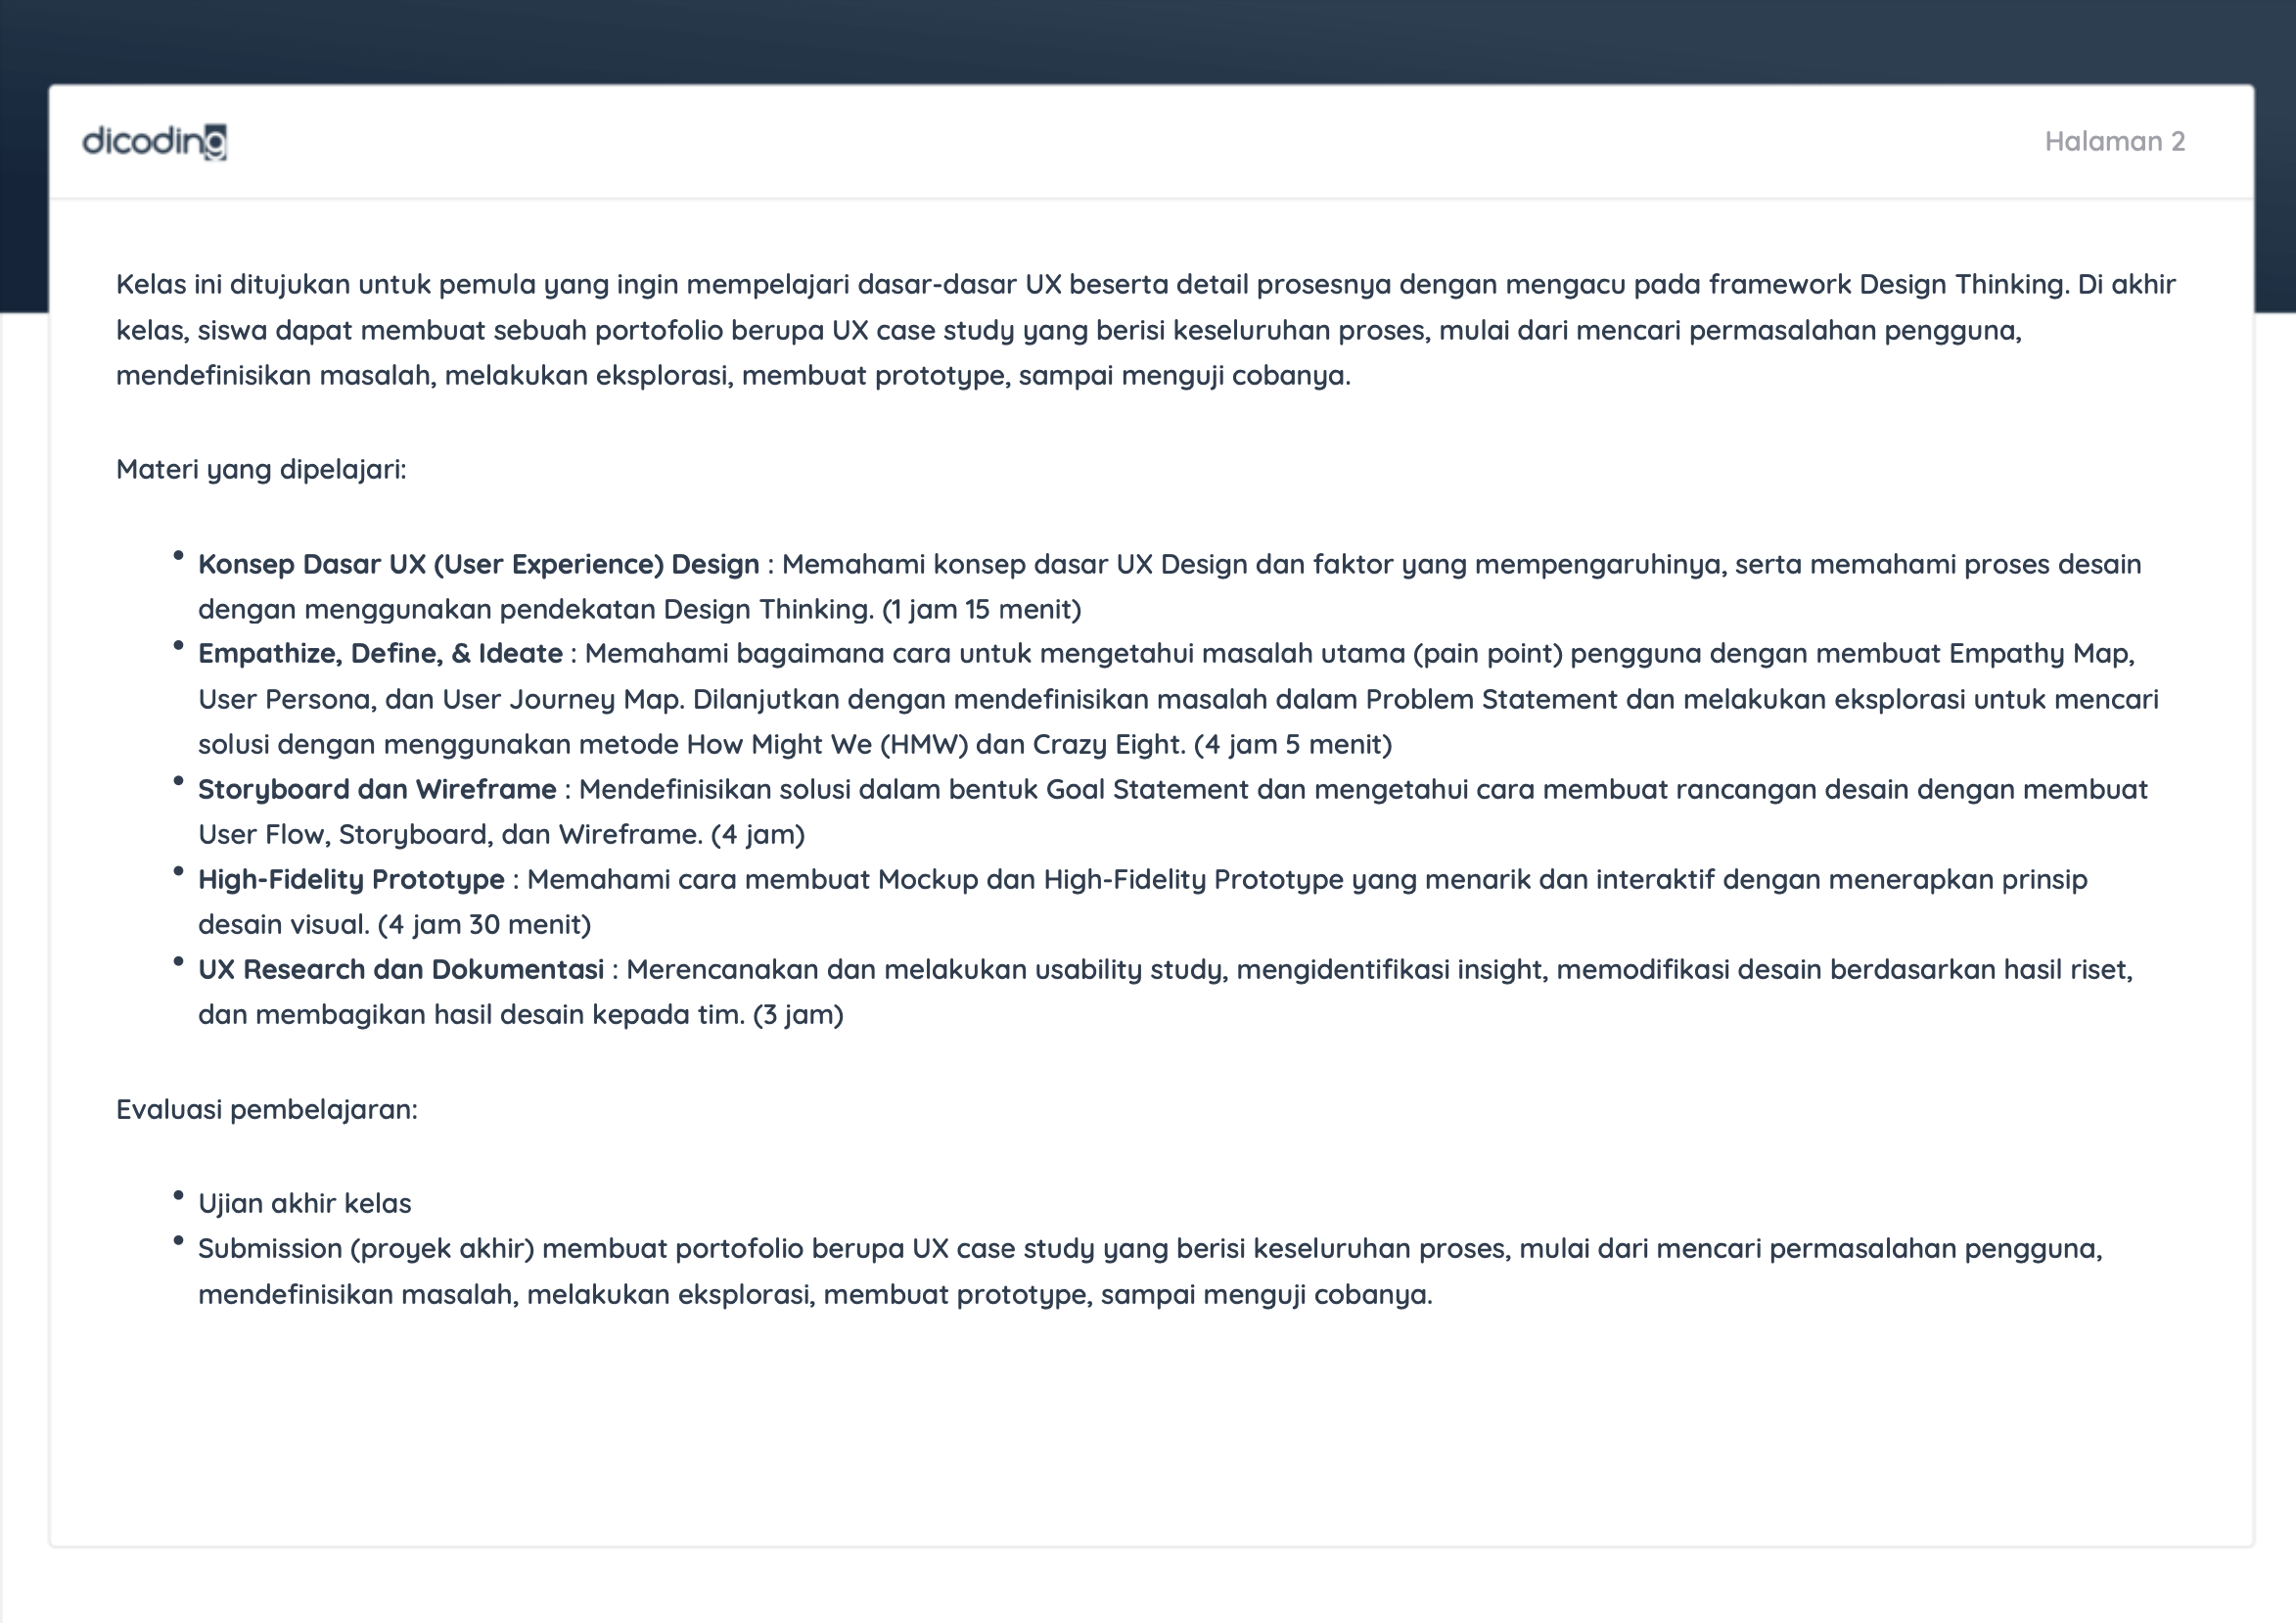 dicoding
Halaman 2
Kelas ini ditujukan untuk pemula yang ingin mempelajari dasar-dasar UX beserta detail prosesnya dengan mengacu pada framework Design Thinking. Di akhir
kelas, siswa dapat membuat sebuah portofolio berupa UX case study yang berisi keseluruhan proses, mulai dari mencari permasalahan pengguna,
mendefinisikan masalah, melakukan eksplorasi, membuat prototype, sampai menguji cobanya.
Materi yang dipelajari:
• Konsep Dasar UX (User Experience) Design : Memahami konsep dasar UX Design dan faktor yang mempengaruhinya, serta memahami proses desain
dengan menggunakan pendekatan Design Thinking. (1 jam 15 menit)
• Empathize, Define, & Ideate : Memahami bagaimana cara untuk mengetahui masalah utama (pain point) pengguna dengan membuat Empathy Map,
User Persona, dan User Journey Map. Dilanjutkan dengan mendefinisikan masalah dalam Problem Statement dan melakukan eksplorasi untuk mencari
solusi dengan menggunakan metode How Might We (HMW) dan Crazy Eight. (4 jam 5 menit)
• Storyboard dan Wireframe : Mendefinisikan solusi dalam bentuk Goal Statement dan mengetahui cara membuat rancangan desain dengan membuat
User Flow, Storyboard, dan Wireframe. (4 jam)
• High-Fidelity Prototype : Memahami cara membuat Mockup dan High-Fidelity Prototype yang menarik dan interaktif dengan menerapkan prinsip
desain visual. (4 jam 30 menit)
• UX Research dan Dokumentasi : Merencanakan dan melakukan usability study, mengidentifikasi insight, memodifikasi desain berdasarkan hasil riset,
dan membagikan hasil desain kepada tim. (3 jam)
Evaluasi pembelajaran:
• Ujian akhir kelas
• Submission (proyek akhir) membuat portofolio berupa UX case study yang berisi keseluruhan proses, mulai dari mencari permasalahan pengguna,
mendefinisikan masalah, melakukan eksplorasi, membuat prototype, sampai menguji cobanya.